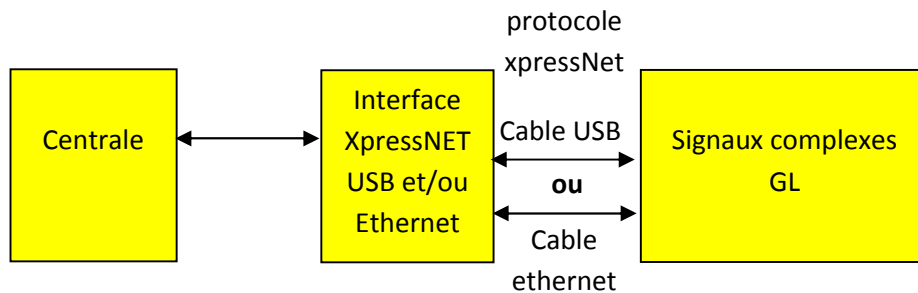 protocole
xpressNet
Centrale
Interface
XpressNET
USB et/ou
Ethernet
Cable USB
ou
Cable
ethernet
Signaux complexes
GL